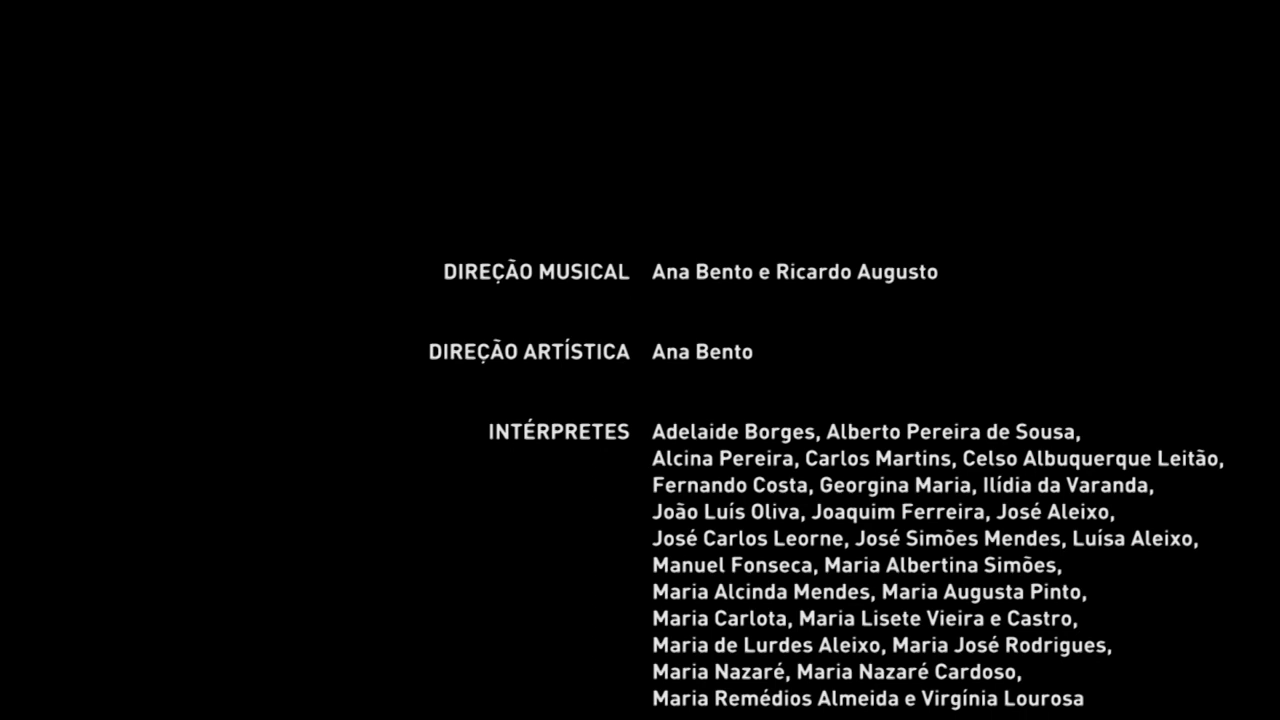 DIREÇÃO MUSICAL Ana Bento e Ricardo Augusto
DIREÇÃO ARTÍSTICA Ana Bento
INTÉRPRETES Adelaide Borges, Alberto Pereira de Sousa,
Alcina Pereira, Carlos Martins, Celso Albuquerque Leitão,
Fernando Costa, Georgina Maria, Ilídia da Varanda,
João Luís Oliva, Joaquim Ferreira, José Aleixo,
José Carlos Leorne, José Simões Mendes, Luísa Aleixo,
Manuel Fonseca, Maria Albertina Simões,
Maria Alcinda Mendes, Maria Augusta Pinto,
Maria Carlota, Maria Lisete Vieira e Castro,
Maria de Lurdes Aleixo, Maria José Rodrigues,
Maria Nazaré, Maria Nazaré Cardoso,
Maria Remédios Almeida e Virgínia Lourosa